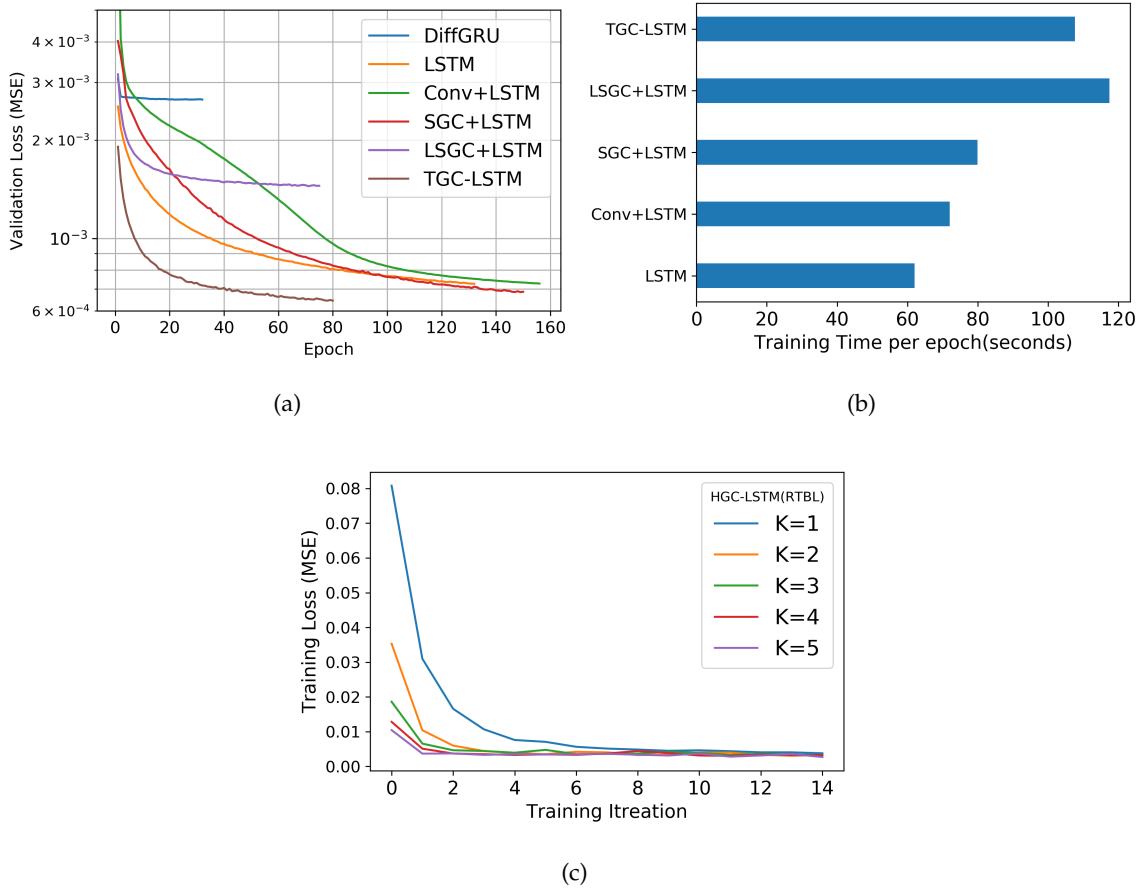 4 × 10⁻³
3 × 10⁻³
2 × 10⁻³
10⁻³
6 × 10⁻⁴
Validation Loss (MSE)
DiffGRU
LSTM
Conv+LSTM
SGC+LSTM
LSGC+LSTM
TGC-LSTM
0 20 40 60 80 100 120 140 160
Epoch
(a)
TGC-LSTM
LSGC+LSTM
SGC+LSTM
Conv+LSTM
LSTM
0 20 40 60 80 100 120
Training Time per epoch(seconds)
(b)
0.08
0.07
0.06
0.05
0.04
0.03
0.02
0.01
0.00
Training Loss (MSE)
HGC-LSTM(RTBL)
K=1
K=2
K=3
K=4
K=5
0 2 4 6 8 10 12 14
Training Itreation
(c)